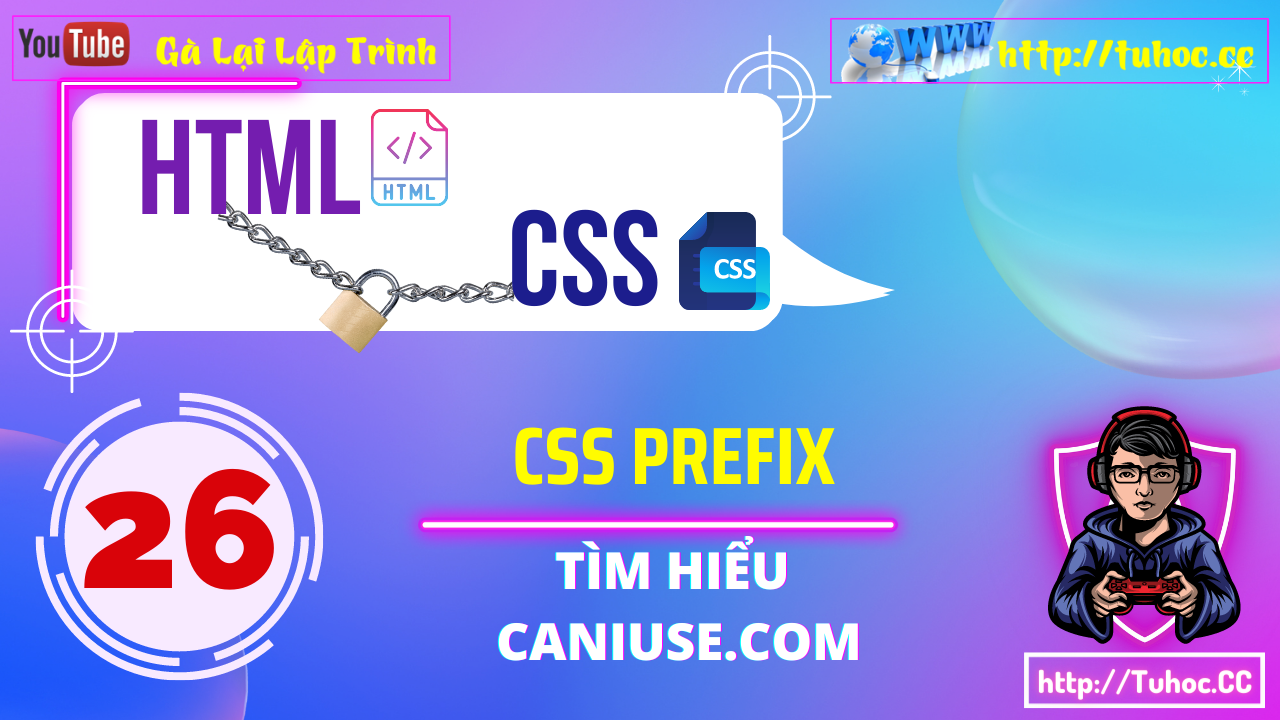 YouTube
Gà Lại Lập Trình
WWW
http://tuhoc.cc
HTML
HTML
CSS
CSS
26
CSS PREFIX
TÌM HIỂU
CANIUSE.COM
http://Tuhoc.CC